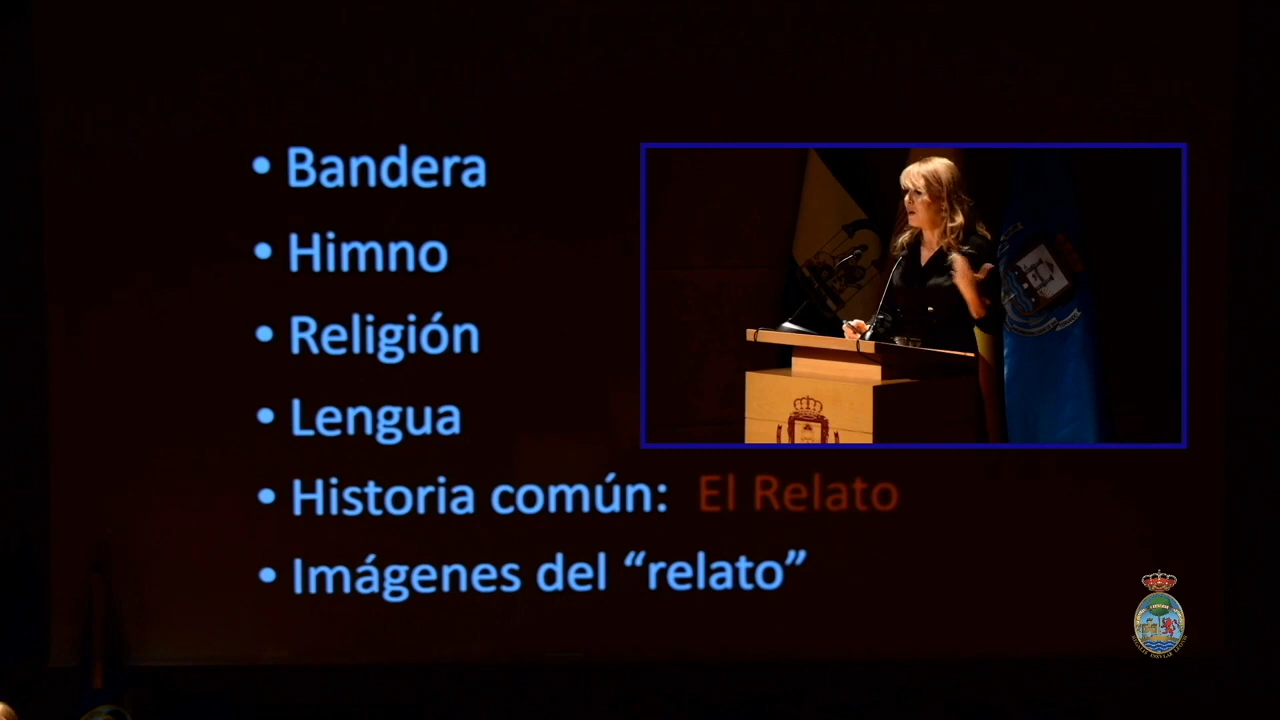 • Bandera
• Himno
• Religión
• Lengua
• Historia común: El Relato
• Imágenes del “relato”